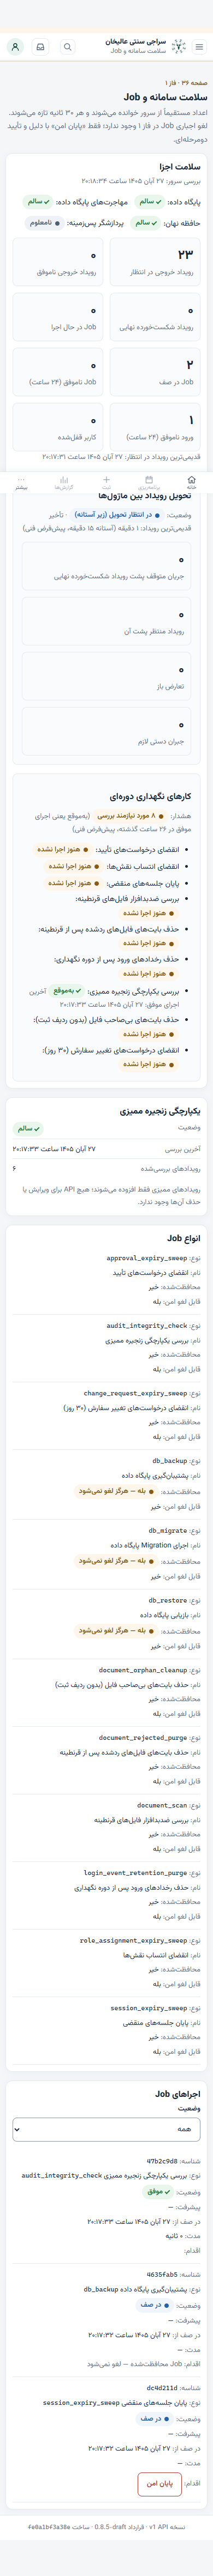 سراجی سنتی عالیخان
سلامت سامانه و Job
صفحه ۳۶ · فاز ۱
سلامت سامانه و Job
اعداد مستقیماً از سرور خوانده می‌شوند و هر ۳۰ ثانیه تازه می‌شوند.
لغو اجباری Job در فاز ۱ وجود ندارد؛ فقط «پایان امن» با دلیل و تأیید
دومرحله‌ای.
سلامت اجزا
بررسی سرور: ۲۷ آبان ۱۴۰۵ ساعت ۲۰:۱۸:۳۴
پایگاه داده: سالم مهاجرت‌های پایگاه داده: سالم
حافظه نهان: سالم پردازشگر پس‌زمینه: نامعلوم
۲۳
رویداد خروجی در انتظار
۰
رویداد خروجی ناموفق
۰
رویداد شکست‌خورده نهایی
۰
Job در حال اجرا
۲
Job در صف
۰
Job ناموفق (۲۴ ساعت)
۱
ورود ناموفق (۲۴ ساعت)
۰
کاربر قفل‌شده
قدیمی‌ترین رویداد در انتظار: ۲۷ آبان ۱۴۰۵ ساعت ۲۰:۱۷:۳۱
خانه
برنامه‌ریزی
ثبت
گزارش‌ها
بیشتر
تحویل رویداد بین ماژول‌ها
وضعیت: در انتظار تحویل (زیر آستانه) · تأخیر
قدیمی‌ترین رویداد: ۱ دقیقه (آستانه ۱۵ دقیقه، پیش‌فرض فنی)
۰
جریان متوقف پشت رویداد شکست‌خورده نهایی
۰
رویداد منتظر پشت آن
۰
تعارض باز
۰
جبران دستی لازم
کارهای نگهداری دوره‌ای
هشدار: ۸ مورد نیازمند بررسی (به‌موقع یعنی اجرای
موفق در ۲۶ ساعت گذشته، پیش‌فرض فنی)
انقضای درخواست‌های تأیید: هنوز اجرا نشده
انقضای انتساب نقش‌ها: هنوز اجرا نشده
پایان جلسه‌های منقضی: هنوز اجرا نشده
بررسی ضدبدافزار فایل‌های قرنطینه:
هنوز اجرا نشده
حذف بایت‌های فایل‌های ردشده پس از قرنطینه:
هنوز اجرا نشده
حذف رخدادهای ورود پس از دوره نگهداری:
هنوز اجرا نشده
بررسی یکپارچگی زنجیره ممیزی: به‌موقع آخرین
اجرای موفق: ۲۷ آبان ۱۴۰۵ ساعت ۲۰:۱۷:۳۳
حذف بایت‌های بی‌صاحب فایل (بدون ردیف ثبت):
هنوز اجرا نشده
انقضای درخواست‌های تغییر سفارش (۳۰ روز):
هنوز اجرا نشده
یکپارچگی زنجیره ممیزی
وضعیت سالم
آخرین بررسی ۲۷ آبان ۱۴۰۵ ساعت ۲۰:۱۷:۳۳
رویدادهای بررسی‌شده ۶
رویدادهای ممیزی فقط افزوده می‌شوند؛ هیچ API برای ویرایش یا
حذف آن‌ها وجود ندارد.
انواع Job
نوع: approval_expiry_sweep
نام: انقضای درخواست‌های تأیید
محافظت‌شده: خیر
قابل لغو امن: بله
نوع: audit_integrity_check
نام: بررسی یکپارچگی زنجیره ممیزی
محافظت‌شده: خیر
قابل لغو امن: بله
نوع: change_request_expiry_sweep
نام: انقضای درخواست‌های تغییر سفارش (۳۰ روز)
محافظت‌شده: خیر
قابل لغو امن: بله
نوع: db_backup
نام: پشتیبان‌گیری پایگاه داده
محافظت‌شده: بله — هرگز لغو نمی‌شود
قابل لغو امن: خیر
نوع: db_migrate
نام: اجرای Migration پایگاه داده
محافظت‌شده: بله — هرگز لغو نمی‌شود
قابل لغو امن: خیر
نوع: db_restore
نام: بازیابی پایگاه داده
محافظت‌شده: بله — هرگز لغو نمی‌شود
قابل لغو امن: خیر
نوع: document_orphan_cleanup
نام: حذف بایت‌های بی‌صاحب فایل (بدون ردیف ثبت)
محافظت‌شده: خیر
قابل لغو امن: بله
نوع: document_rejected_purge
نام: حذف بایت‌های فایل‌های ردشده پس از قرنطینه
محافظت‌شده: خیر
قابل لغو امن: بله
نوع: document_scan
نام: بررسی ضدبدافزار فایل‌های قرنطینه
محافظت‌شده: خیر
قابل لغو امن: بله
نوع: login_event_retention_purge
نام: حذف رخدادهای ورود پس از دوره نگهداری
محافظت‌شده: خیر
قابل لغو امن: بله
نوع: role_assignment_expiry_sweep
نام: انقضای انتساب نقش‌ها
محافظت‌شده: خیر
قابل لغو امن: بله
نوع: session_expiry_sweep
نام: پایان جلسه‌های منقضی
محافظت‌شده: خیر
قابل لغو امن: بله
اجراهای Job
وضعیت
همه
شناسه: 47b2c9d8
نوع: بررسی یکپارچگی زنجیره ممیزی audit_integrity_check
وضعیت: موفق
پیشرفت: —
در صف از: ۲۷ آبان ۱۴۰۵ ساعت ۲۰:۱۷:۳۳
مدت: ۰ ثانیه
اقدام:
شناسه: 4635fab5
نوع: پشتیبان‌گیری پایگاه داده db_backup
وضعیت: در صف
پیشرفت: —
در صف از: ۲۷ آبان ۱۴۰۵ ساعت ۲۰:۱۷:۳۲
مدت: —
اقدام: Job محافظت‌شده — لغو نمی‌شود
شناسه: dc4d211d
نوع: پایان جلسه‌های منقضی session_expiry_sweep
وضعیت: در صف
پیشرفت: —
در صف از: ۲۷ آبان ۱۴۰۵ ساعت ۲۰:۱۷:۳۲
مدت: —
اقدام: پایان امن
نسخه API v1 · قرارداد 0.8.5-draft · ساخت fe0a1bf3a38e